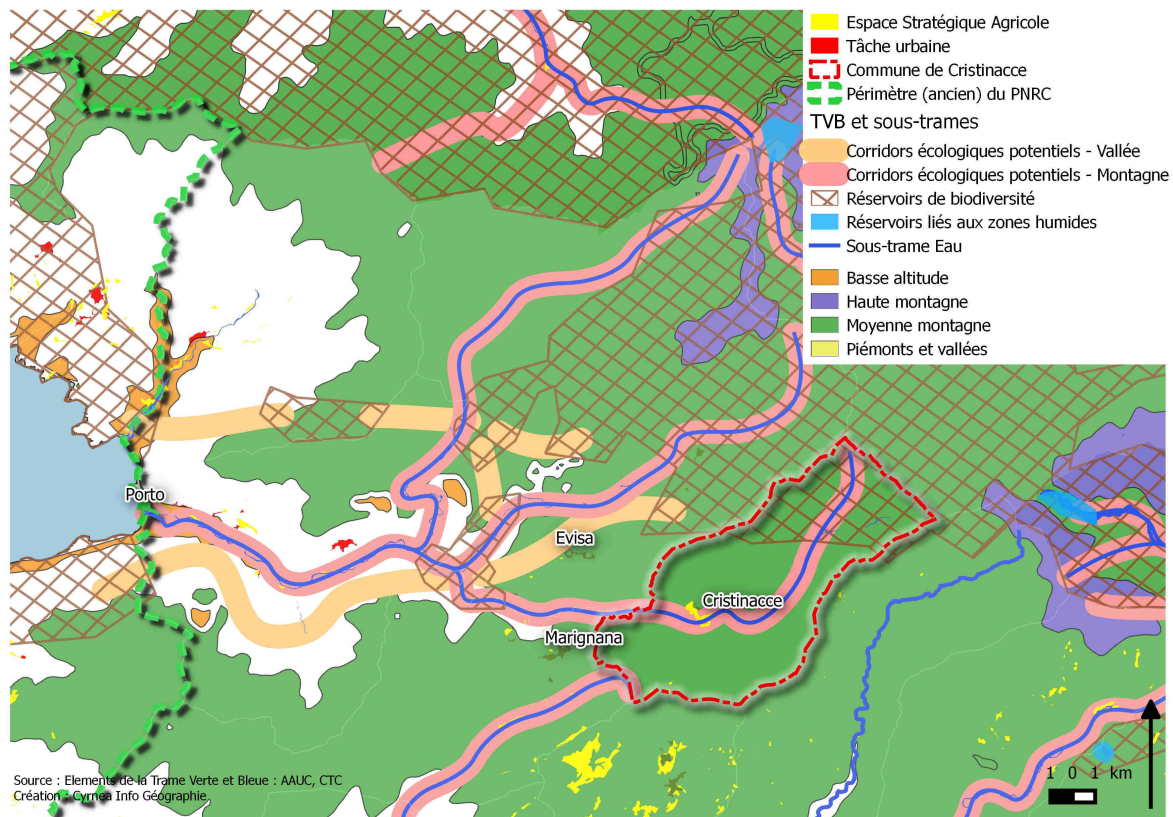 Espace Stratégique Agricole
Tâche urbaine
Commune de Cristinacce
Périmètre (ancien) du PNRC
TVB et sous-trames
Corridors écologiques potentiels - Vallée
Corridors écologiques potentiels - Montagne
Réservoirs de biodiversité
Réservoirs liés aux zones humides
Sous-trame Eau
Basse altitude
Haute montagne
Moyenne montagne
Piémonts et vallées
Porto
Evisa
Cristinacce
Marignana
Source : Elements de la Trame Verte et Bleue : AAUC, CTC
Création : Cyrnea Info Géographie
1 0 1 km